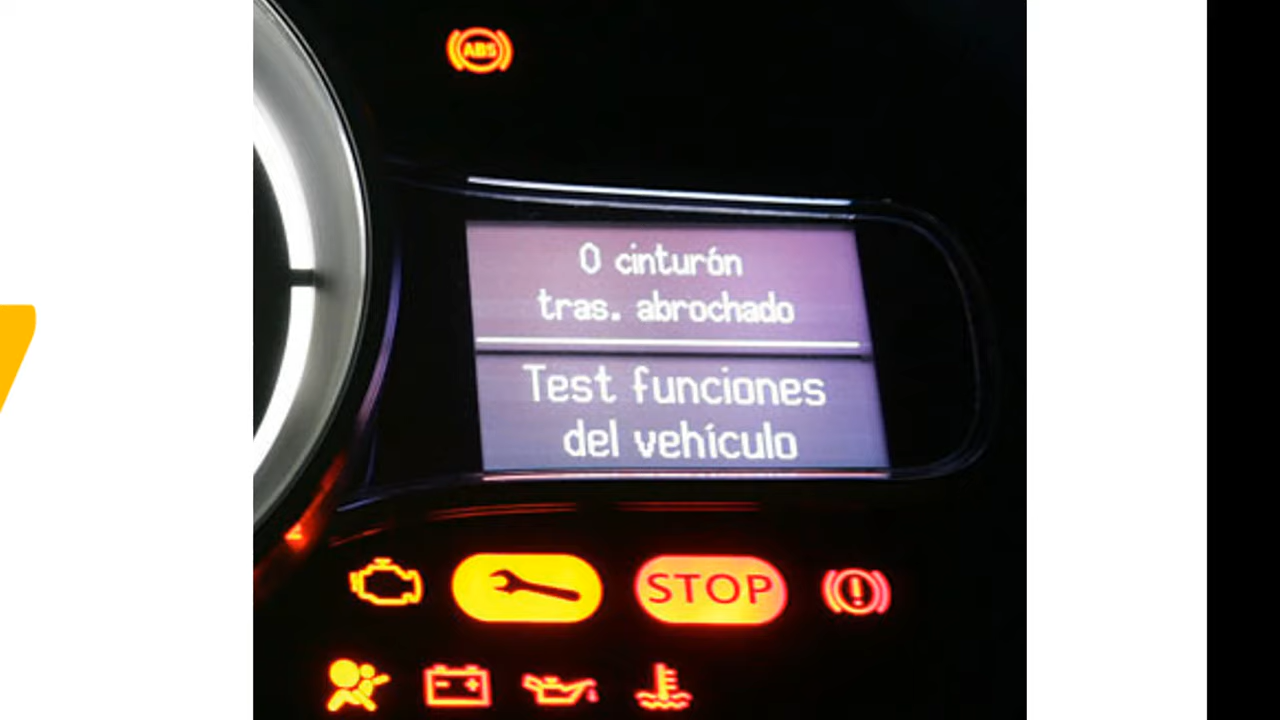 ABS
0 cinturón
tras. abrochado
Test funciones
del vehículo
STOP